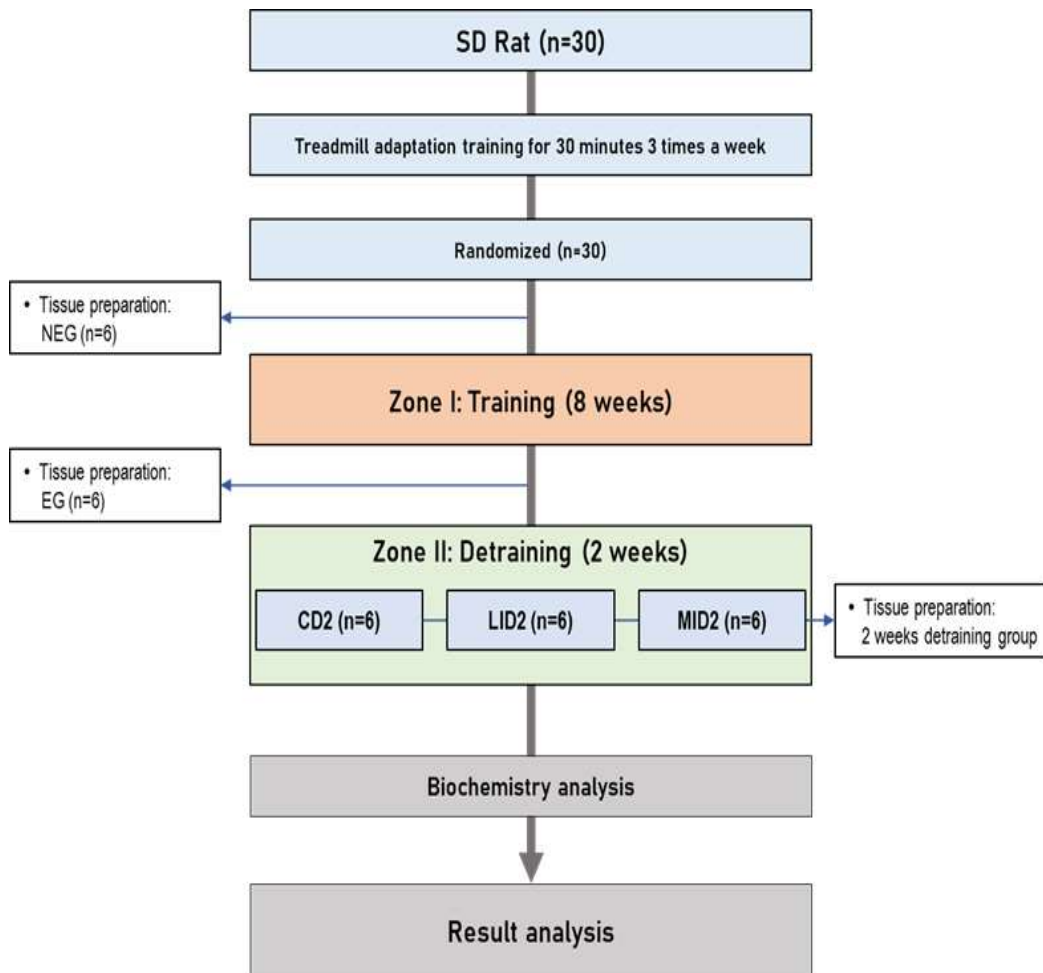 SD Rat (n=30)
Treadmill adaptation training for 30 minutes 3 times a week
Randomized (n=30)
• Tissue preparation:
NEG (n=6)
Zone I: Training (8 weeks)
• Tissue preparation:
EG (n=6)
Zone II: Detraining (2 weeks)
CD2 (n=6)
LID2 (n=6)
MID2 (n=6)
• Tissue preparation:
2 weeks detraining group
Biochemistry analysis
Result analysis